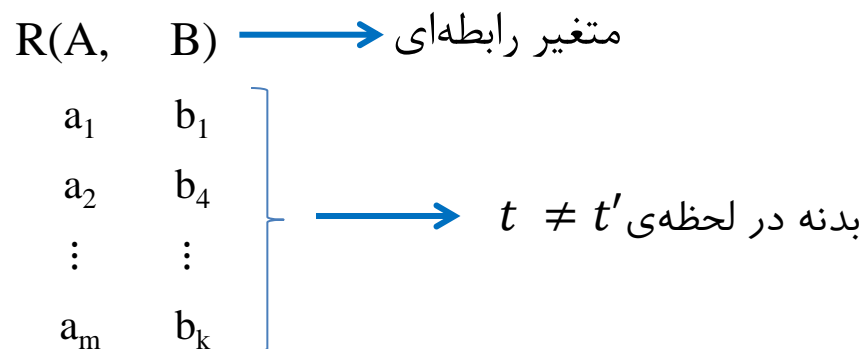 R(A, B) متغیر رابطه‌ای
a₁ b₁
a₂ b₄ بدنه در لحظه‌ی t ≠ t′
⋮ ⋮
aₘ bₖ